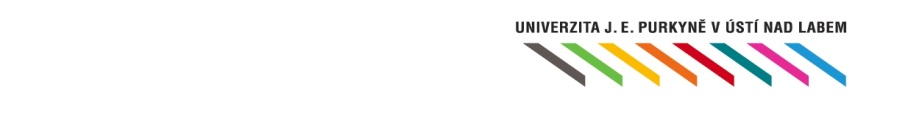 UNIVERZITA J. E. PURKYNĚ V ÚSTÍ NAD LABEM